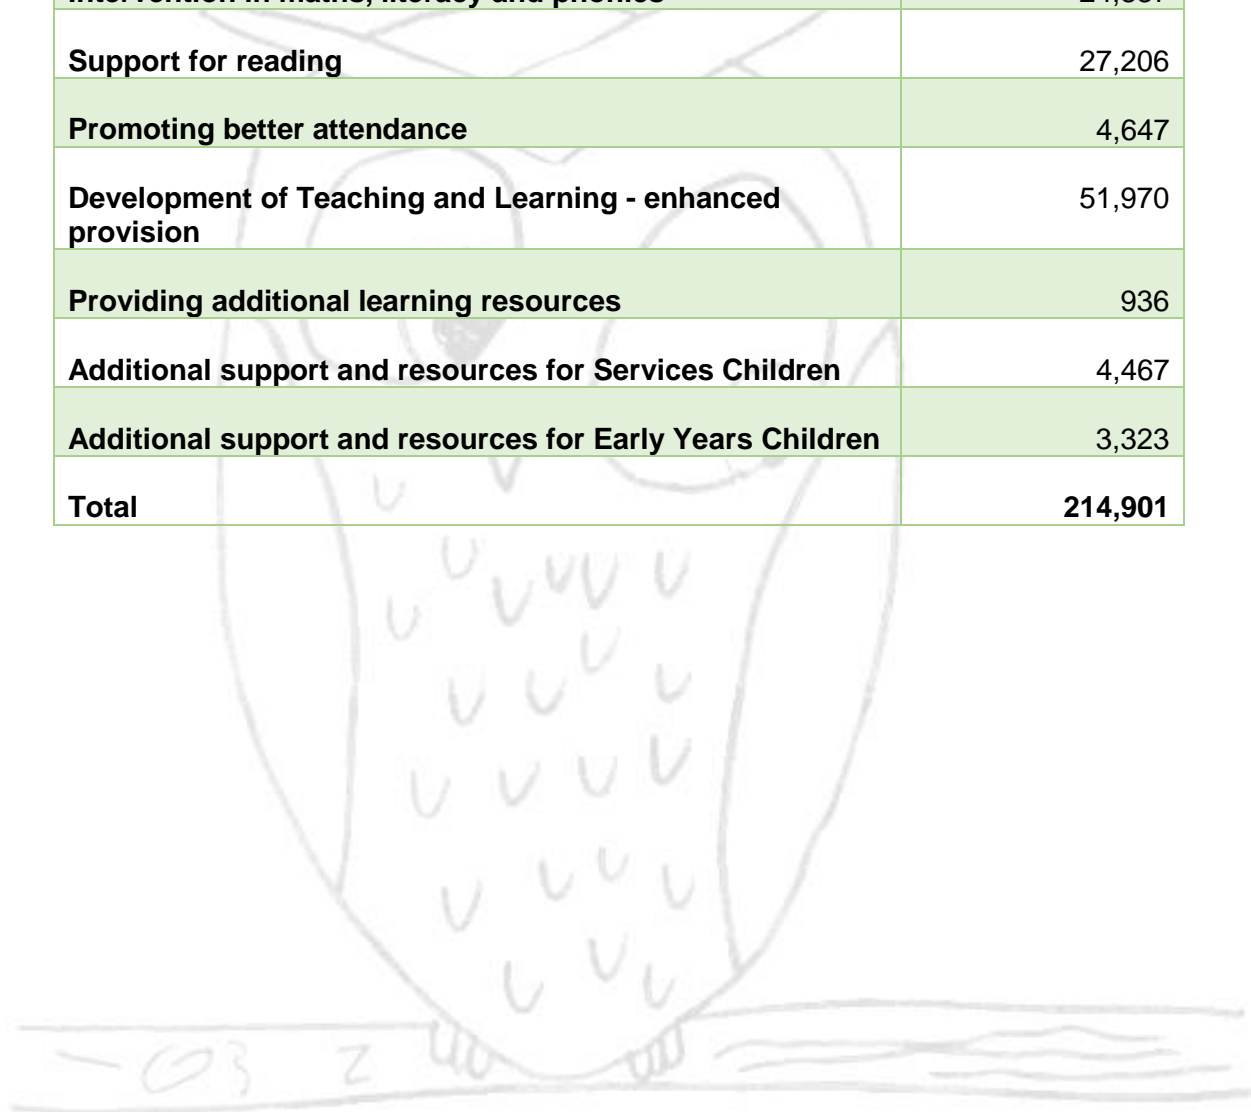 Support for reading 27,206
Promoting better attendance 4,647
Development of Teaching and Learning - enhanced 51,970
provision
Providing additional learning resources 936
Additional support and resources for Services Children 4,467
Additional support and resources for Early Years Children 3,323
Total 214,901